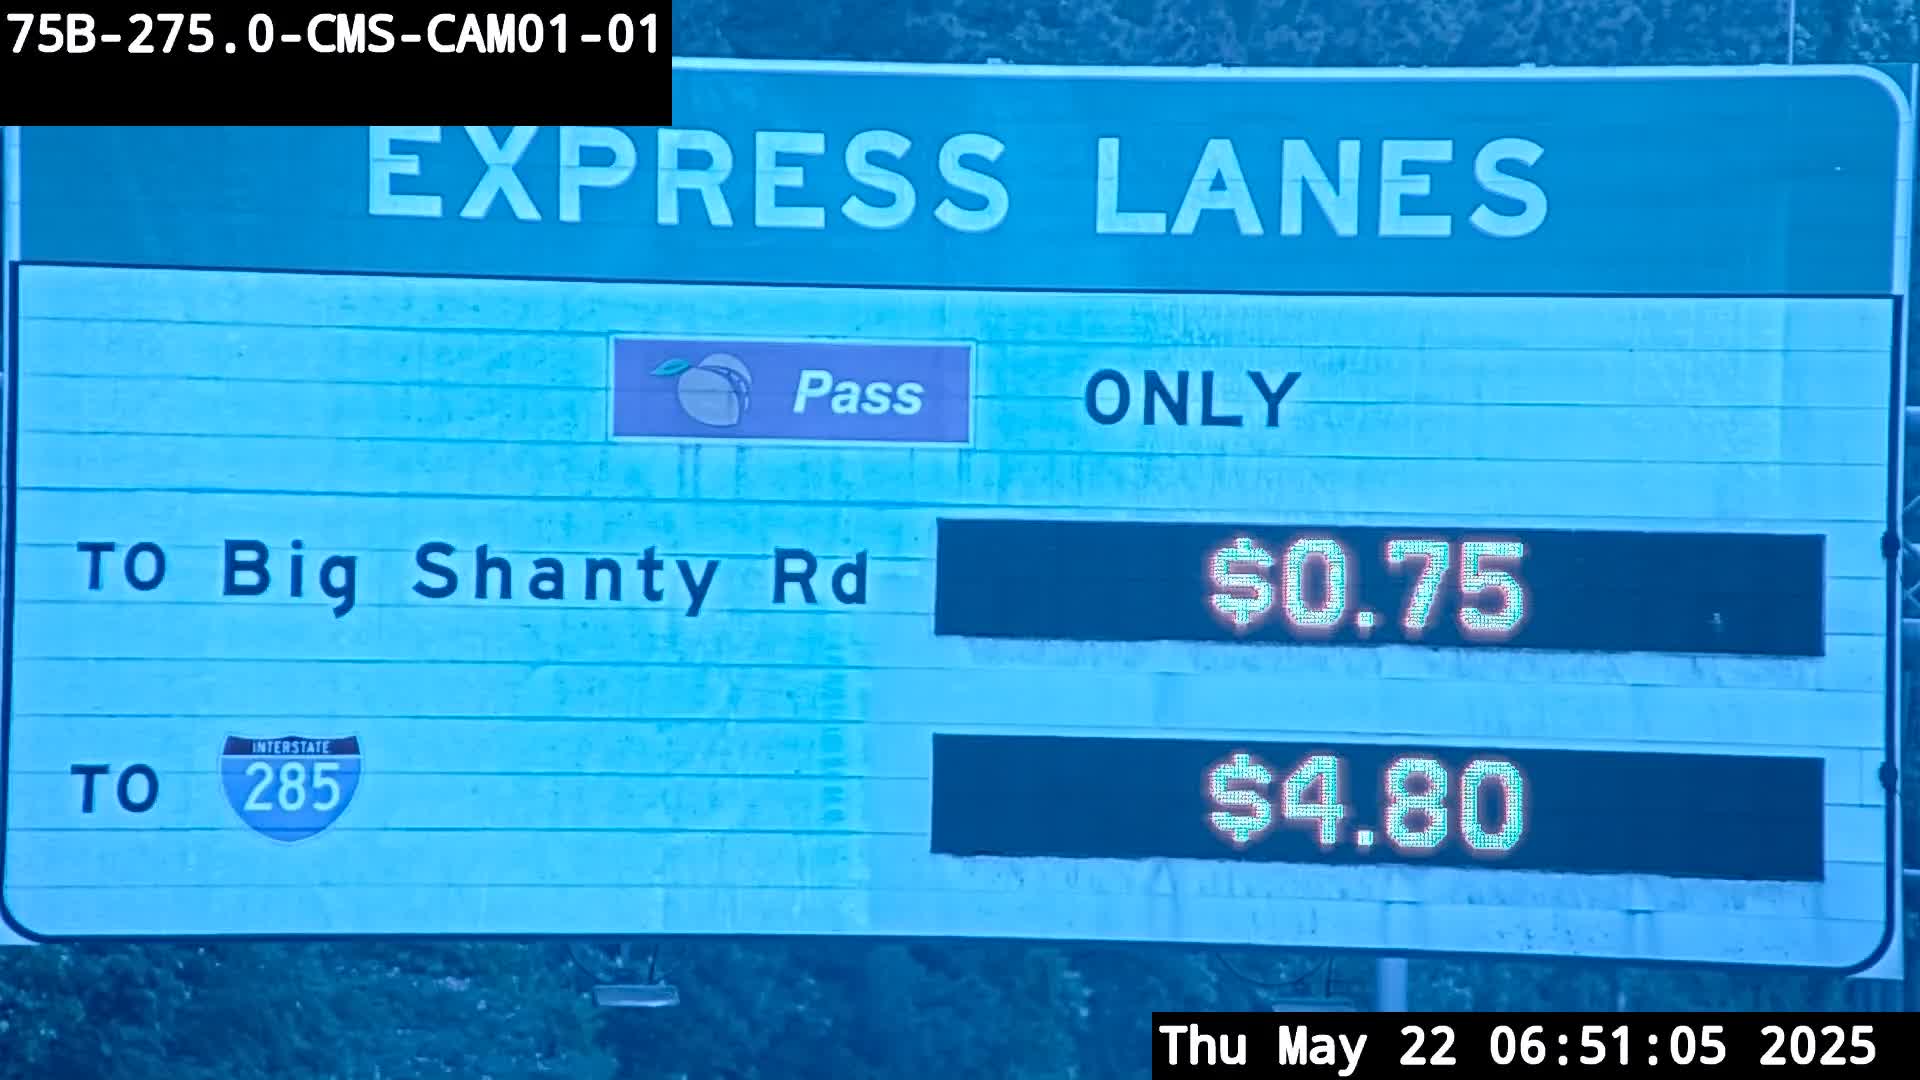 75B-275.0-CMS-CAM01-01
EXPRESS LANES
Pass ONLY
TO Big Shanty Rd $0.75
TO INTERSTATE 285 $4.80
Thu May 22 06:51:05 2025